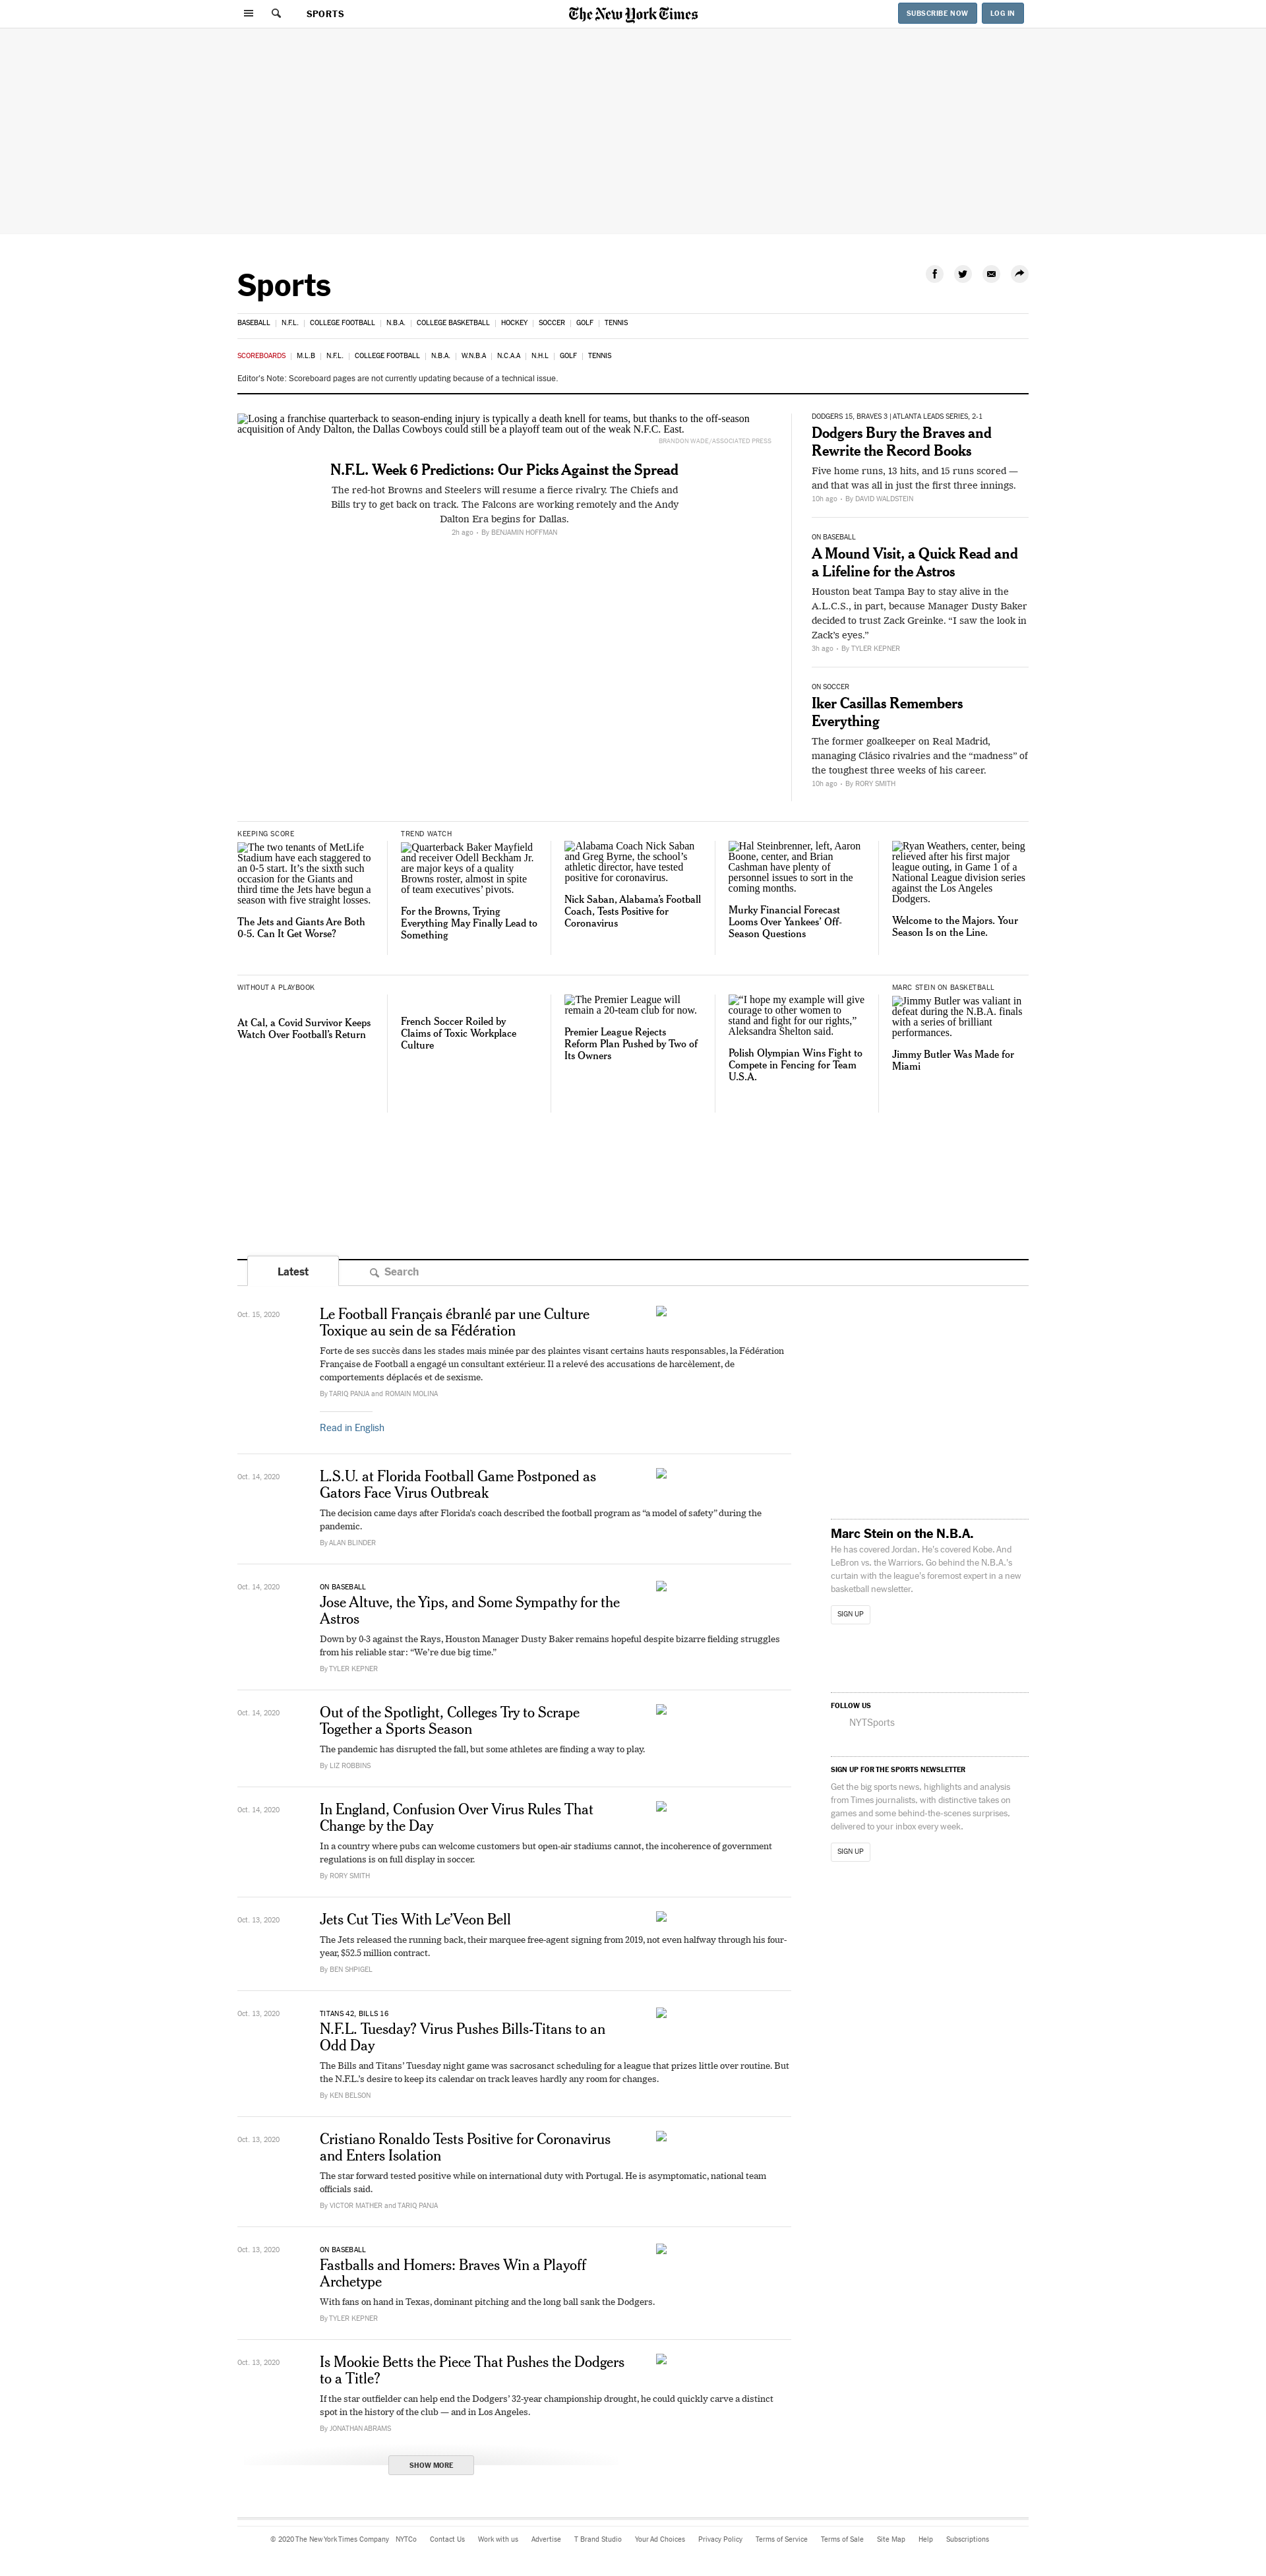 SPORTS
The New York Times
SUBSCRIBE NOW
LOG IN
Sports
BASEBALL
N.F.L.
COLLEGE FOOTBALL
N.B.A.
COLLEGE BASKETBALL
HOCKEY
SOCCER
GOLF
TENNIS
SCOREBOARDS
M.L.B
N.F.L.
COLLEGE FOOTBALL
N.B.A.
W.N.B.A
N.C.A.A
N.H.L
GOLF
TENNIS
Editor's Note: Scoreboard pages are not currently updating because of a technical issue.
Losing a franchise quarterback to season-ending injury is typically a death knell for teams, but thanks to the off-season
acquisition of Andy Dalton, the Dallas Cowboys could still be a playoff team out of the weak N.F.C. East.
BRANDON WADE/ASSOCIATED PRESS
N.F.L. Week 6 Predictions: Our Picks Against the Spread
The red-hot Browns and Steelers will resume a fierce rivalry. The Chiefs and
Bills try to get back on track. The Falcons are working remotely and the Andy
Dalton Era begins for Dallas.
2h ago • By BENJAMIN HOFFMAN
DODGERS 15, BRAVES 3 | ATLANTA LEADS SERIES, 2-1
Dodgers Bury the Braves and
Rewrite the Record Books
Five home runs, 13 hits, and 15 runs scored —
and that was all in just the first three innings.
10h ago • By DAVID WALDSTEIN
ON BASEBALL
A Mound Visit, a Quick Read and
a Lifeline for the Astros
Houston beat Tampa Bay to stay alive in the
A.L.C.S., in part, because Manager Dusty Baker
decided to trust Zack Greinke. “I saw the look in
Zack’s eyes.”
3h ago • By TYLER KEPNER
ON SOCCER
Iker Casillas Remembers
Everything
The former goalkeeper on Real Madrid,
managing Clásico rivalries and the “madness” of
the toughest three weeks of his career.
10h ago • By RORY SMITH
KEEPING SCORE
The two tenants of MetLife
Stadium have each staggered to
an 0-5 start. It’s the sixth such
occasion for the Giants and
third time the Jets have begun a
season with five straight losses.
The Jets and Giants Are Both
0-5. Can It Get Worse?
TREND WATCH
Quarterback Baker Mayfield
and receiver Odell Beckham Jr.
are major keys of a quality
Browns roster, almost in spite
of team executives’ pivots.
For the Browns, Trying
Everything May Finally Lead to
Something
Alabama Coach Nick Saban
and Greg Byrne, the school’s
athletic director, have tested
positive for coronavirus.
Nick Saban, Alabama’s Football
Coach, Tests Positive for
Coronavirus
Hal Steinbrenner, left, Aaron
Boone, center, and Brian
Cashman have plenty of
personnel issues to sort in the
coming months.
Murky Financial Forecast
Looms Over Yankees’ Off-
Season Questions
Ryan Weathers, center, being
relieved after his first major
league outing, in Game 1 of a
National League division series
against the Los Angeles
Dodgers.
Welcome to the Majors. Your
Season Is on the Line.
WITHOUT A PLAYBOOK
At Cal, a Covid Survivor Keeps
Watch Over Football’s Return
French Soccer Roiled by
Claims of Toxic Workplace
Culture
The Premier League will
remain a 20-team club for now.
Premier League Rejects
Reform Plan Pushed by Two of
Its Owners
“I hope my example will give
courage to other women to
stand and fight for our rights,”
Aleksandra Shelton said.
Polish Olympian Wins Fight to
Compete in Fencing for Team
U.S.A.
MARC STEIN ON BASKETBALL
Jimmy Butler was valiant in
defeat during the N.B.A. finals
with a series of brilliant
performances.
Jimmy Butler Was Made for
Miami
Latest
Search
Oct. 15, 2020
Le Football Français ébranlé par une Culture
Toxique au sein de sa Fédération
Forte de ses succès dans les stades mais minée par des plaintes visant certains hauts responsables, la Fédération
Française de Football a engagé un consultant extérieur. Il a relevé des accusations de harcèlement, de
comportements déplacés et de sexisme.
By TARIQ PANJA and ROMAIN MOLINA
Read in English
Oct. 14, 2020
L.S.U. at Florida Football Game Postponed as
Gators Face Virus Outbreak
The decision came days after Florida’s coach described the football program as “a model of safety” during the
pandemic.
By ALAN BLINDER
Oct. 14, 2020
ON BASEBALL
Jose Altuve, the Yips, and Some Sympathy for the
Astros
Down by 0-3 against the Rays, Houston Manager Dusty Baker remains hopeful despite bizarre fielding struggles
from his reliable star: “We’re due big time.”
By TYLER KEPNER
Oct. 14, 2020
Out of the Spotlight, Colleges Try to Scrape
Together a Sports Season
The pandemic has disrupted the fall, but some athletes are finding a way to play.
By LIZ ROBBINS
Oct. 14, 2020
In England, Confusion Over Virus Rules That
Change by the Day
In a country where pubs can welcome customers but open-air stadiums cannot, the incoherence of government
regulations is on full display in soccer.
By RORY SMITH
Oct. 13, 2020
Jets Cut Ties With Le’Veon Bell
The Jets released the running back, their marquee free-agent signing from 2019, not even halfway through his four-
year, $52.5 million contract.
By BEN SHPIGEL
Oct. 13, 2020
TITANS 42, BILLS 16
N.F.L. Tuesday? Virus Pushes Bills-Titans to an
Odd Day
The Bills and Titans’ Tuesday night game was sacrosanct scheduling for a league that prizes little over routine. But
the N.F.L.’s desire to keep its calendar on track leaves hardly any room for changes.
By KEN BELSON
Oct. 13, 2020
Cristiano Ronaldo Tests Positive for Coronavirus
and Enters Isolation
The star forward tested positive while on international duty with Portugal. He is asymptomatic, national team
officials said.
By VICTOR MATHER and TARIQ PANJA
Oct. 13, 2020
ON BASEBALL
Fastballs and Homers: Braves Win a Playoff
Archetype
With fans on hand in Texas, dominant pitching and the long ball sank the Dodgers.
By TYLER KEPNER
Oct. 13, 2020
Is Mookie Betts the Piece That Pushes the Dodgers
to a Title?
If the star outfielder can help end the Dodgers’ 32-year championship drought, he could quickly carve a distinct
spot in the history of the club — and in Los Angeles.
By JONATHAN ABRAMS
SHOW MORE
Marc Stein on the N.B.A.
He has covered Jordan. He's covered Kobe. And
LeBron vs. the Warriors. Go behind the N.B.A.'s
curtain with the league's foremost expert in a new
basketball newsletter.
SIGN UP
FOLLOW US
NYTSports
SIGN UP FOR THE SPORTS NEWSLETTER
Get the big sports news, highlights and analysis
from Times journalists, with distinctive takes on
games and some behind-the-scenes surprises,
delivered to your inbox every week.
SIGN UP
© 2020 The New York Times Company
NYTCo
Contact Us
Work with us
Advertise
T Brand Studio
Your Ad Choices
Privacy Policy
Terms of Service
Terms of Sale
Site Map
Help
Subscriptions